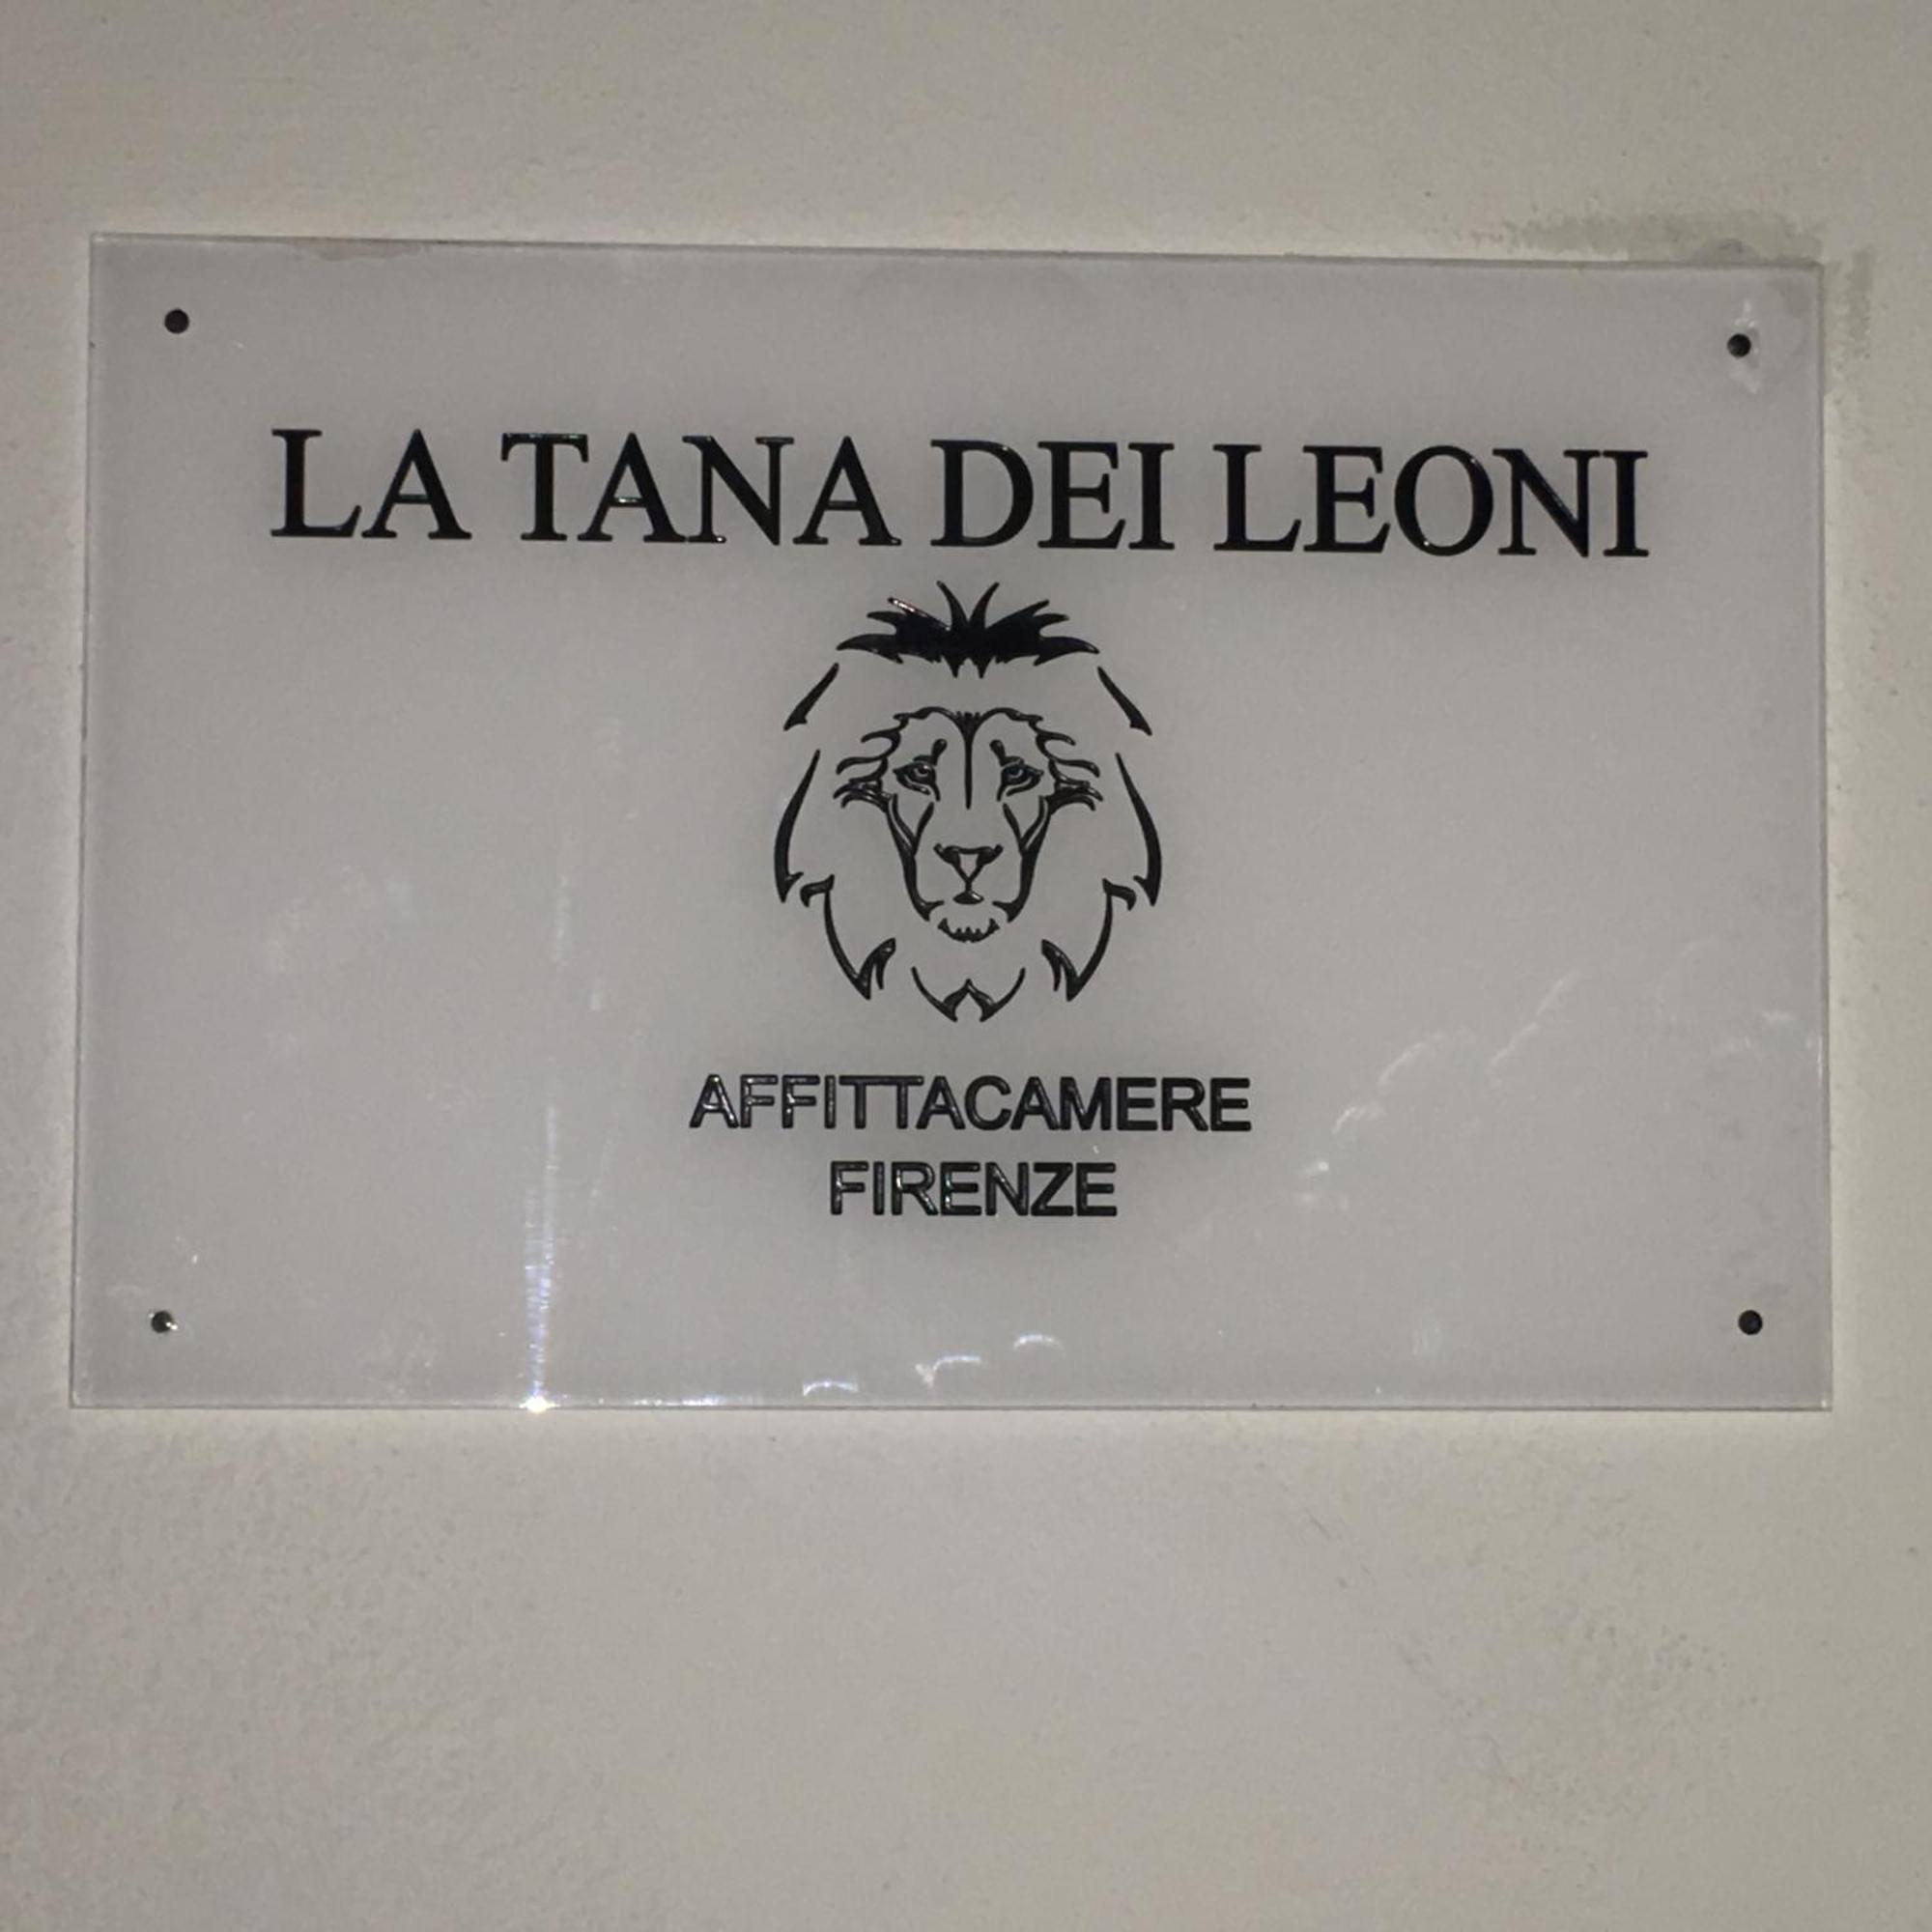 LA TANA DEI LEONI
AFFITTACAMERE
FIRENZE